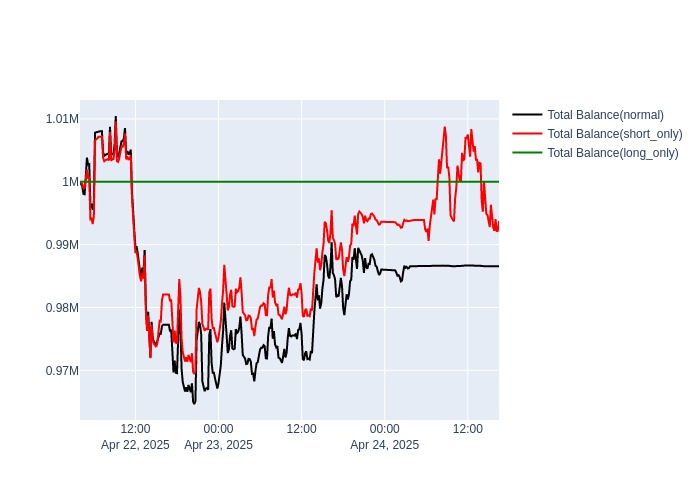 Total Balance(normal)
Total Balance(short_only)
Total Balance(long_only)
1.01M
1M
0.99M
0.98M
0.97M
12:00 00:00 12:00 00:00 12:00
Apr 22, 2025 Apr 23, 2025 Apr 24, 2025